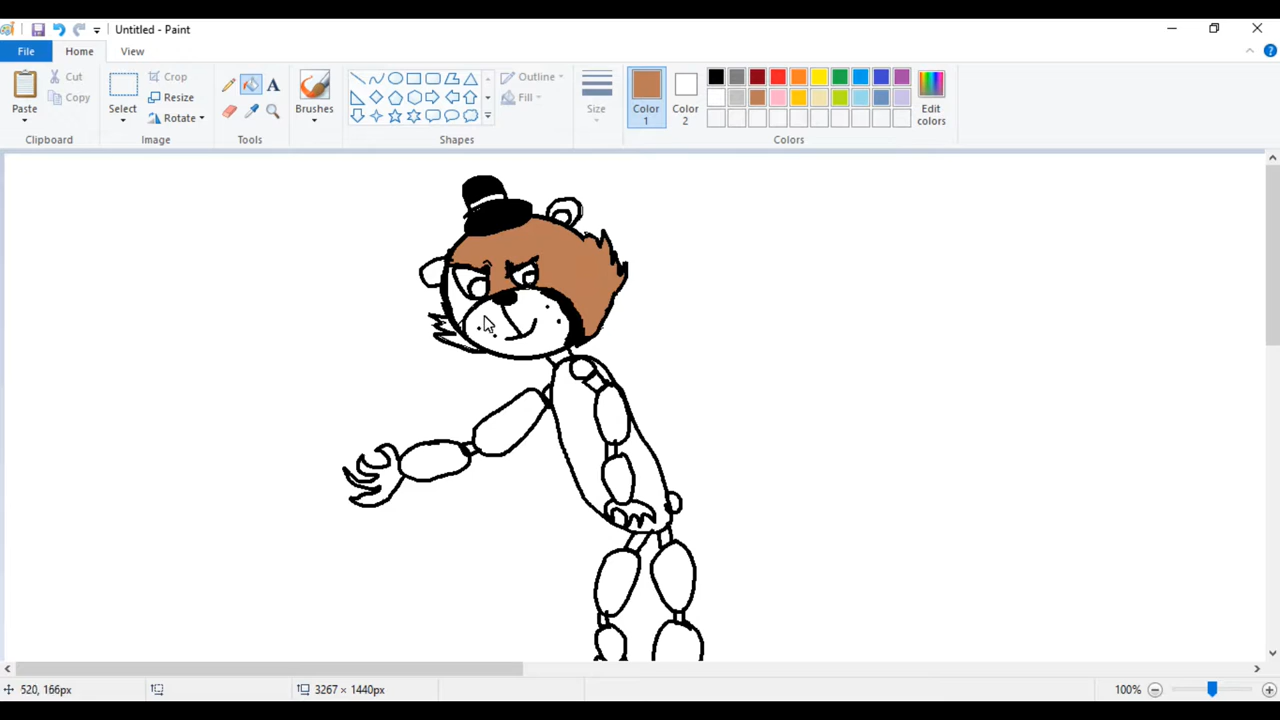 Untitled - Paint
File Home View
Paste
Cut
Copy
Clipboard
Select
Crop
Resize
Rotate
Image
A
Tools
Brushes
Outline
Fill
Shapes
Size
Color 1
Color 2
Edit colors
Colors
520, 166px
3267 × 1440px
100%